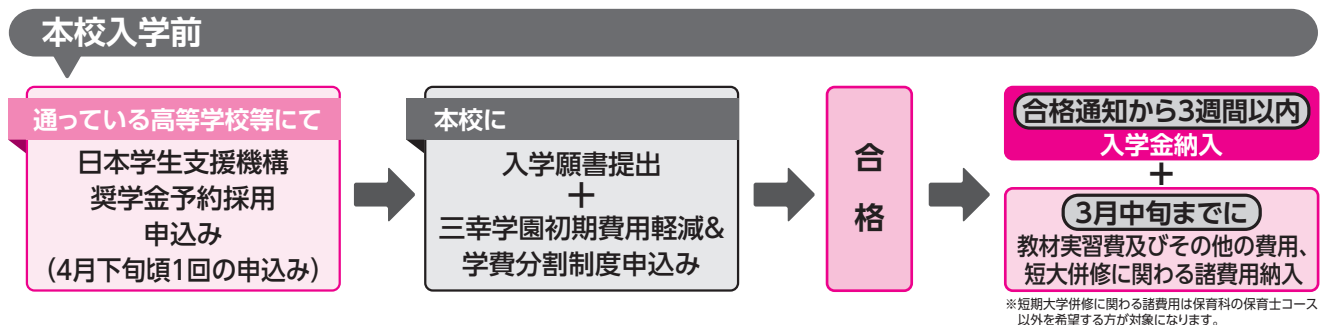 本校入学前
通っている高等学校等にて
日本学生支援機構
奨学金予約採用
申込み
(4月下旬頃1回の申込み)
本校に
入学願書提出
+
三幸学園初期費用軽減&
学費分割制度申込み
合
格
合格通知から3週間以内
入学金納入
+
3月中旬までに
教材実習費及びその他の費用、
短大併修に関わる諸費用納入
※短期大学併修に関わる諸費用は保育科の保育士コース
以外を希望する方が対象になります。